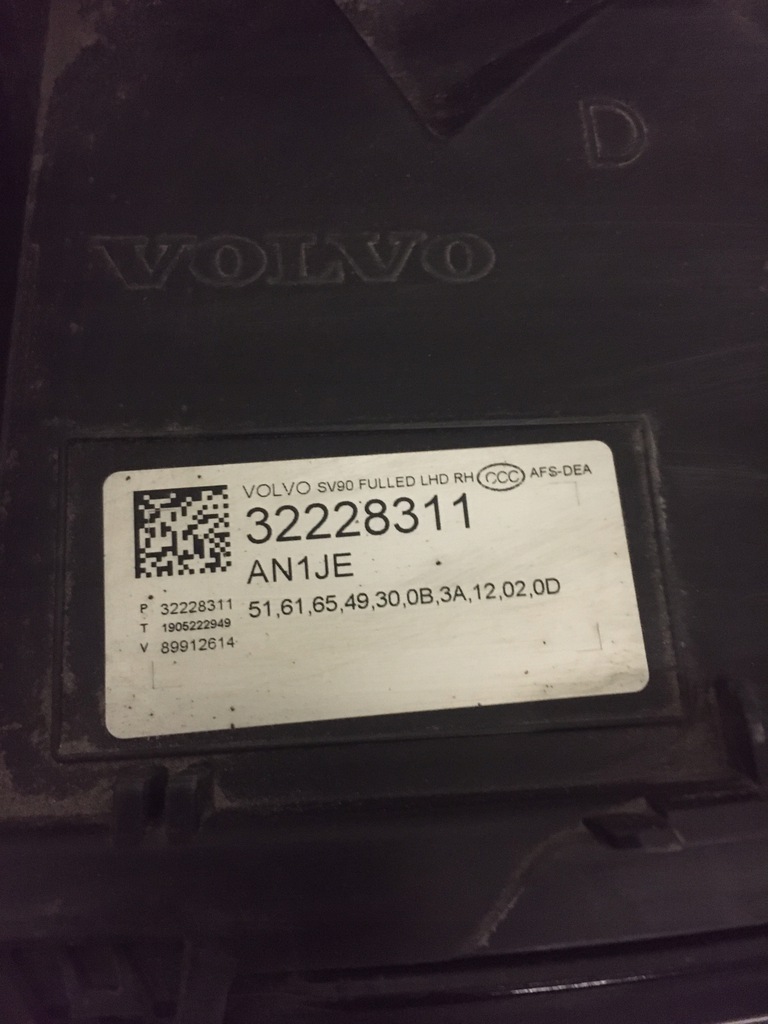 D
VOLVO
VOLVO SV90 FULLED LHD RH CCC AFS-DEA
32228311
AN1JE
51,61,65,49,30,0B,3A,12,02,0D
P 32228311
T 1905222949
V 89912614